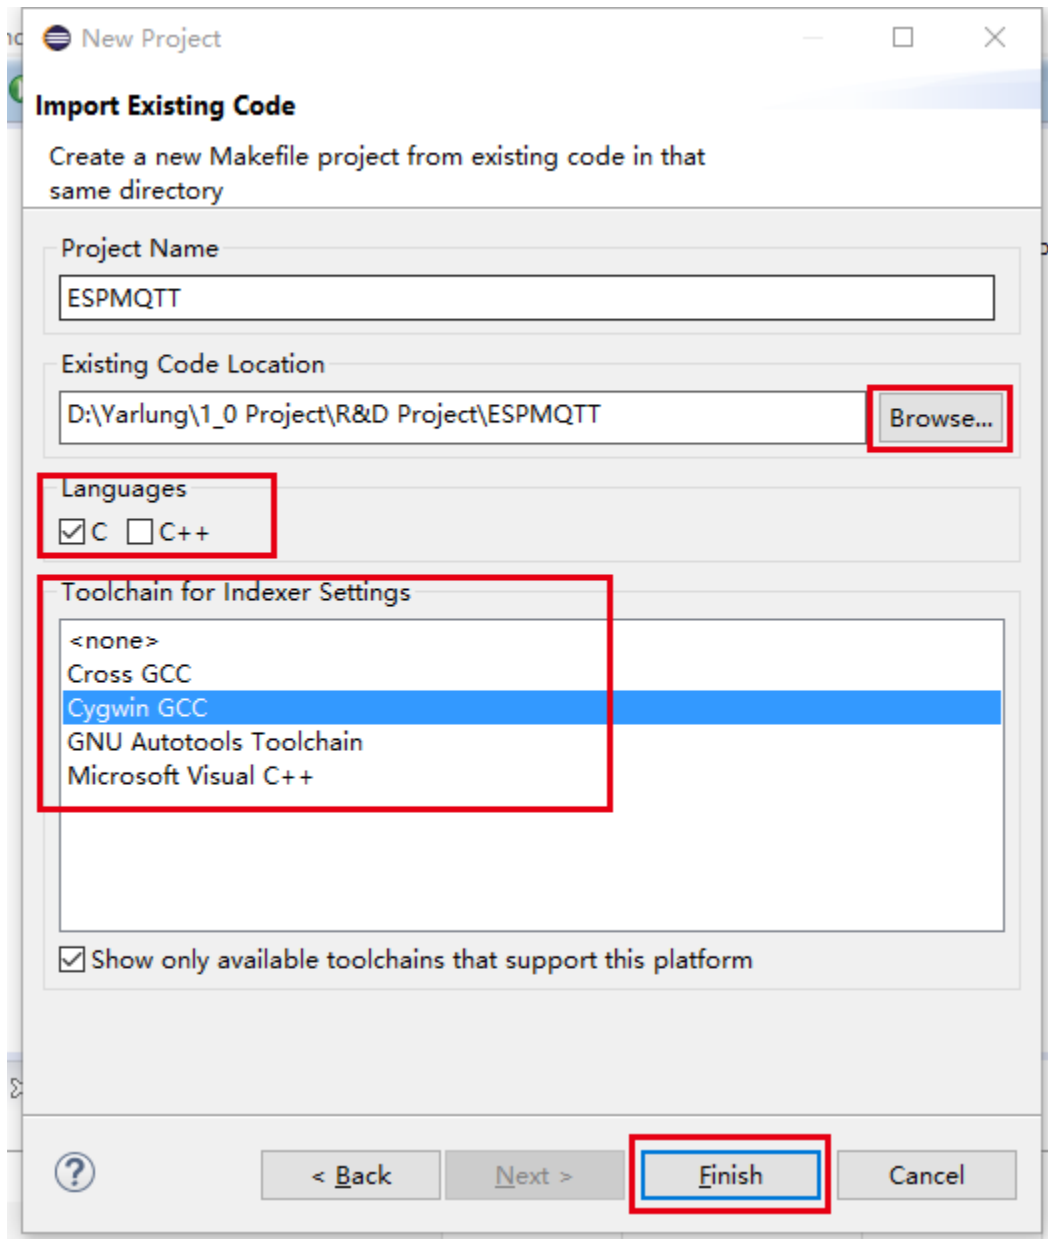 New Project
Import Existing Code
Create a new Makefile project from existing code in that
same directory
Project Name
ESPMQTT
Existing Code Location
D:\Yarlung\1_0 Project\R&D Project\ESPMQTT
Browse...
Languages
C C++
Toolchain for Indexer Settings
<none>
Cross GCC
Cygwin GCC
GNU Autotools Toolchain
Microsoft Visual C++
Show only available toolchains that support this platform
? < Back Next > Finish Cancel